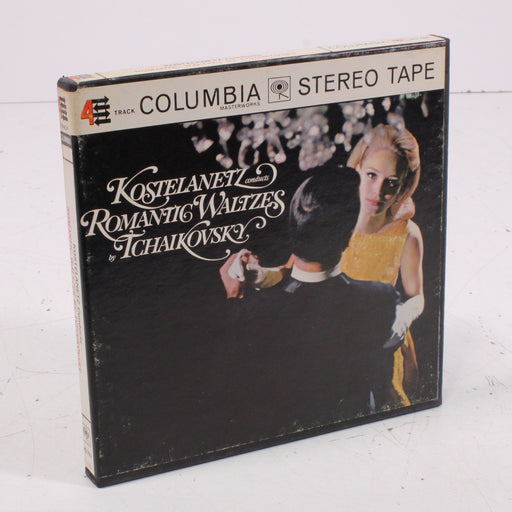 4 TRACK COLUMBIA STEREO TAPE
MASTERWORKS
KOSTELANETZ conducts
ROMANTIC WALTZES
by TCHAIKOVSKY